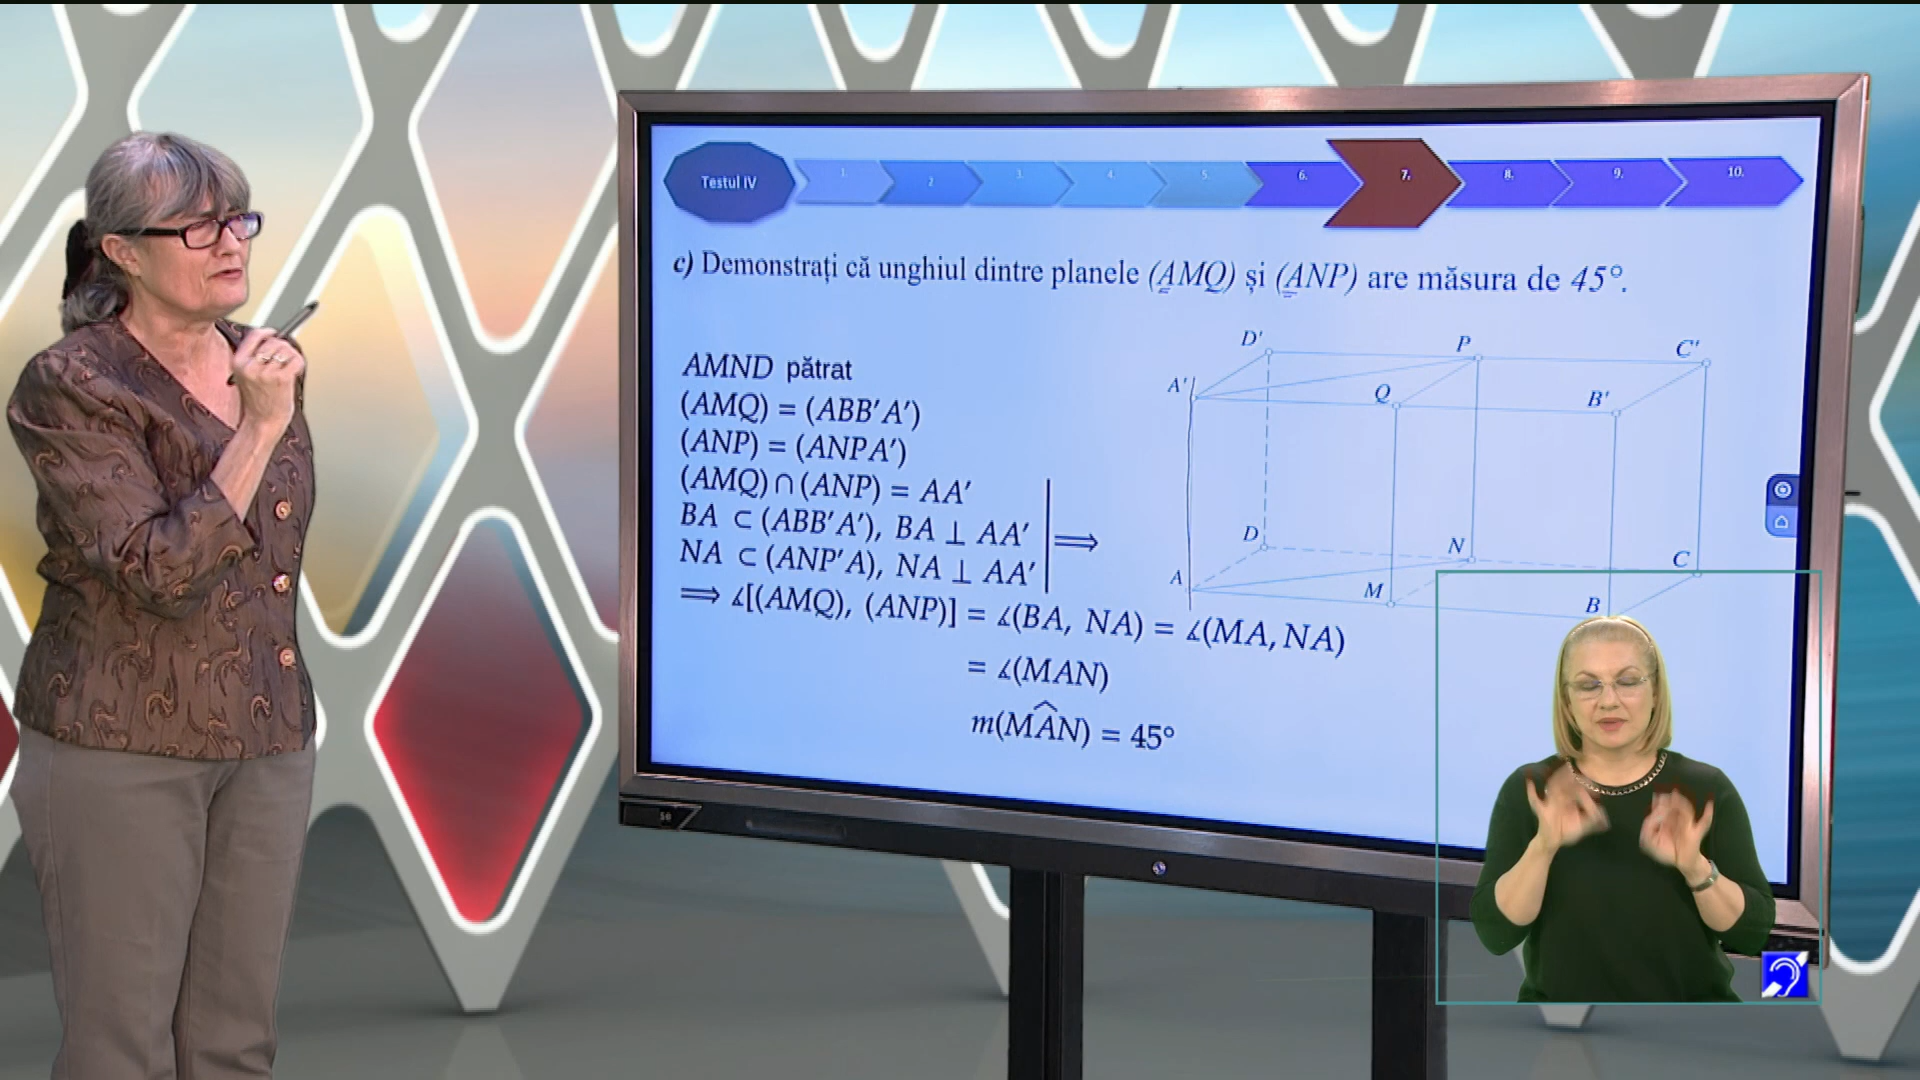 Testul IV
1.
2
3.
4.
5.
6.
7.
8.
9.
10.
c) Demonstrați că unghiul dintre planele (AMQ) și (ANP) are măsura de 45°.
AMND pătrat
(AMQ) = (ABB′A′)
(ANP) = (ANPA′)
(AMQ)∩(ANP) = AA′
BA ⊂ (ABB′A′), BA ⊥ AA′
NA ⊂ (ANP′A), NA ⊥ AA′
⟹
⟹ ∡[(AMQ), (ANP)] = ∡(BA, NA) = ∡(MA,NA)
= ∡(MAN)
m(MÂN) = 45°
D'
P
C'
A'
Q
B'
D
N
C
A
M
B
50